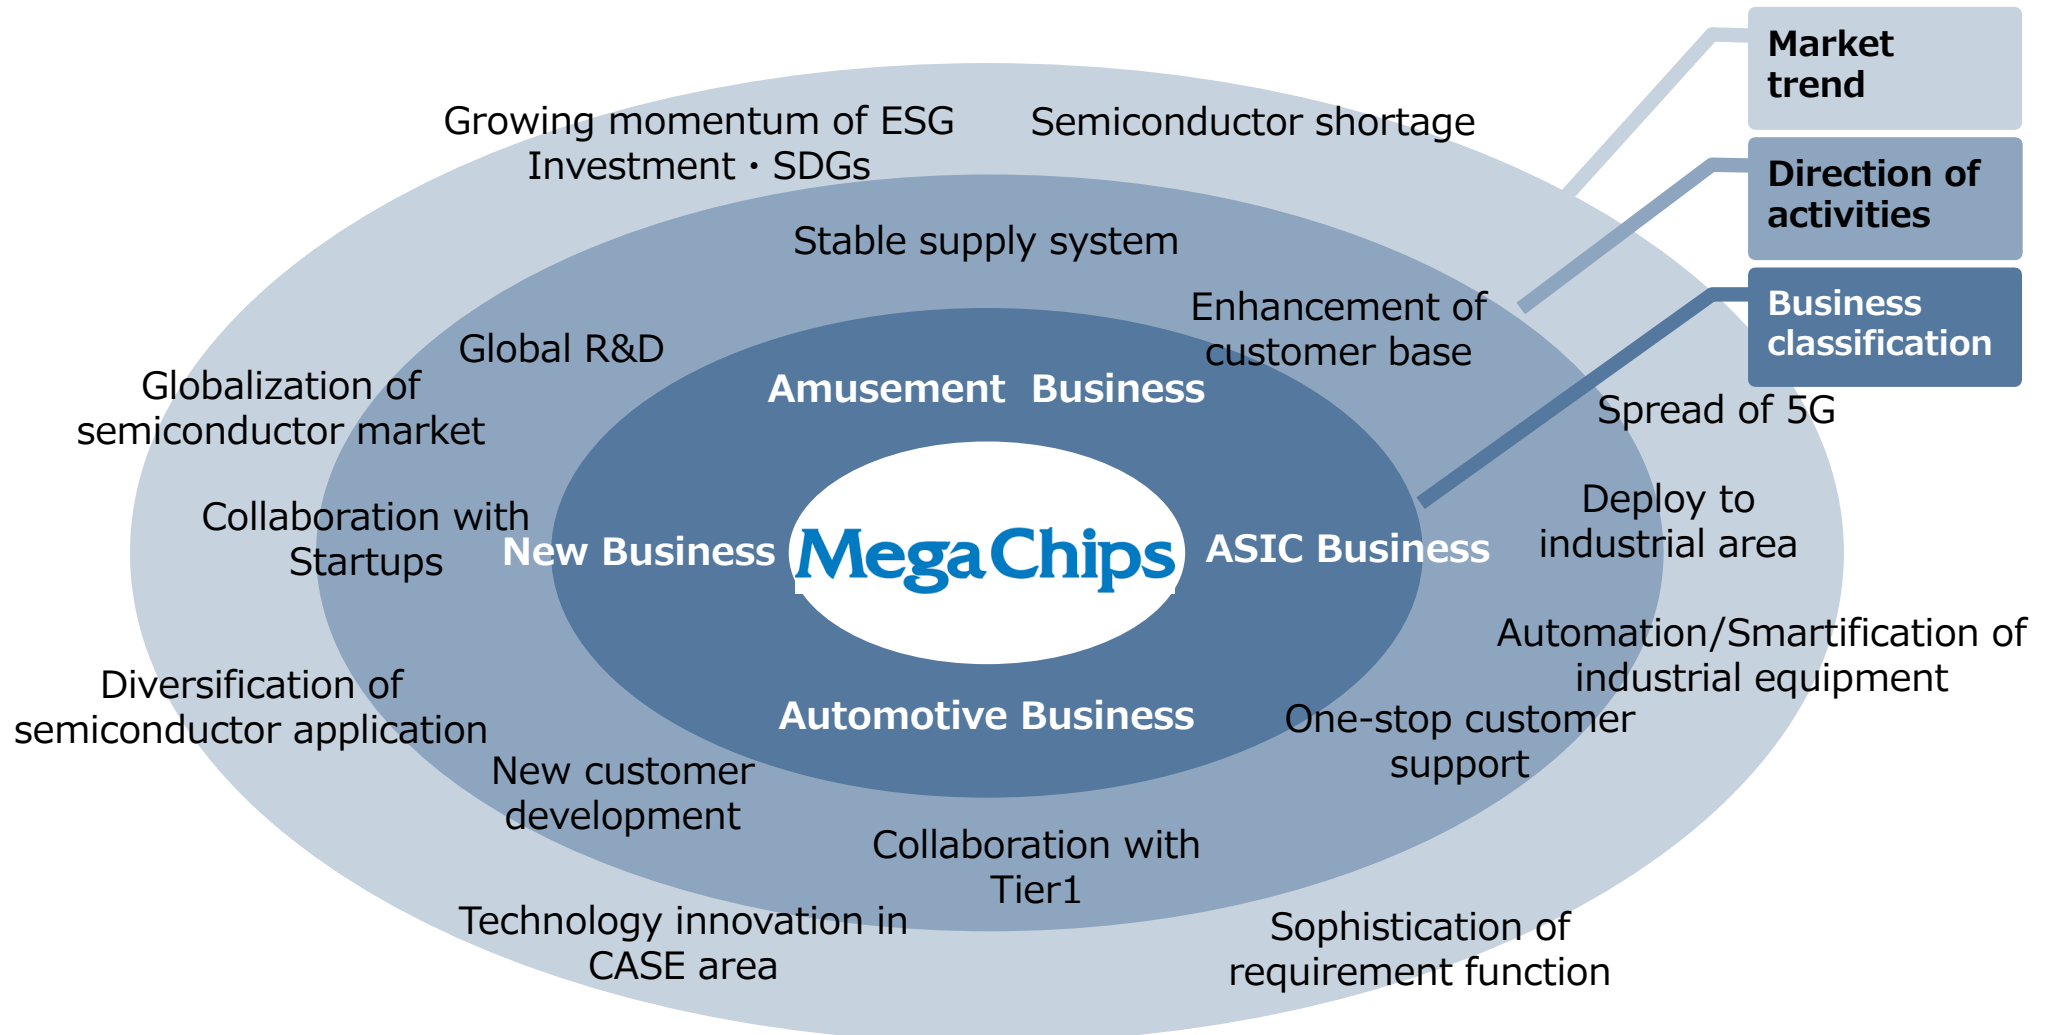 Market
trend
Growing momentum of ESG
Investment・SDGs
Semiconductor shortage
Direction of
activities
Stable supply system
Business
classification
Enhancement of
customer base
Global R&D
Globalization of
semiconductor market
Amusement Business
Spread of 5G
Deploy to
industrial area
Collaboration with
Startups
New Business
MegaChips
ASIC Business
Automation/Smartification of
industrial equipment
Diversification of
semiconductor application
Automotive Business
One-stop customer
support
New customer
development
Collaboration with
Tier1
Technology innovation in
CASE area
Sophistication of
requirement function